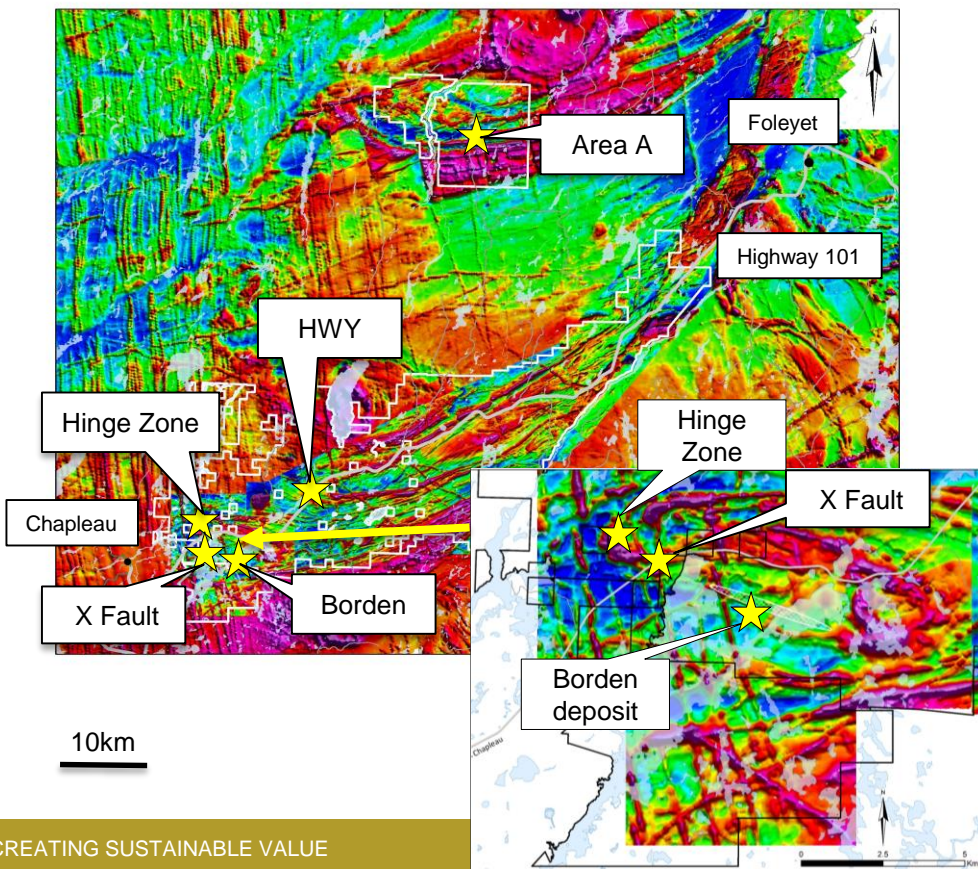 N
Foleyet
Area A
Highway 101
HWY
Hinge Zone
Hinge
Zone
X Fault
Chapleau
X Fault
Borden
Borden
deposit
10km
Chapleau
N
0 2.5 5
Km
CREATING SUSTAINABLE VALUE